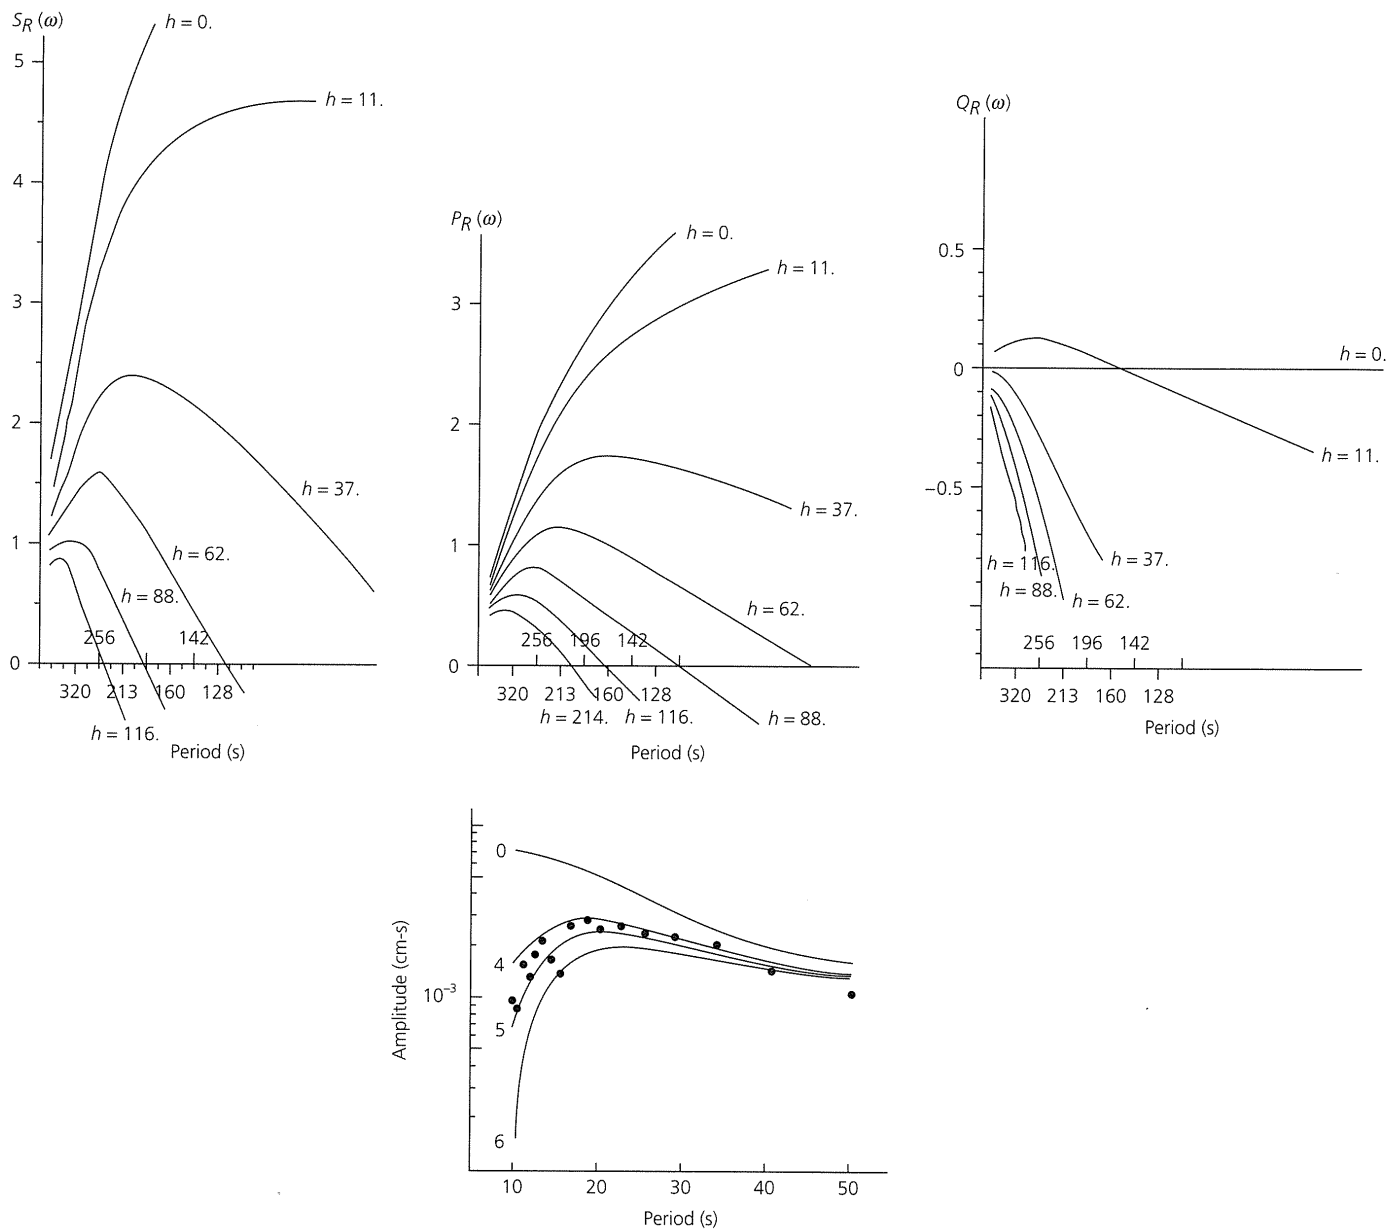 S_R (ω)
5
4
3
2
1
0
h = 0.
h = 11.
h = 37.
h = 62.
h = 88.
h = 116.
256 142
320 213 160 128
Period (s)
P_R (ω)
3
2
1
0
h = 0.
h = 11.
h = 37.
h = 62.
h = 88.
256 196 142
320 213 160 128
h = 214. h = 116.
Period (s)
Q_R (ω)
0.5
0
–0.5
h = 0.
h = 11.
h = 37.
h = 116.
h = 88.
h = 62.
256 196 142
320 213 160 128
Period (s)
Amplitude (cm-s)
10⁻³
0
4
5
6
10 20 30 40 50
Period (s)